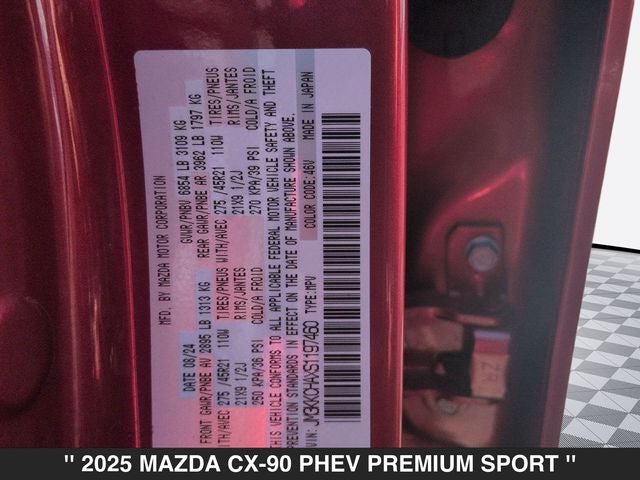 MFD. BY MAZDA MOTOR CORPORATION
DATE 08/24 GVWR/PNBV 6854 LB 3109 KG
FRONT GAWR/PNBE AV 2895 LB 1313 KG REAR GAWR/PNBE AR 3962 LB 1797 KG
WITH/AVEC 275 /45R21 110W TIRES/PNEUS WITH/AVEC 275 /45R21 110W TIRES/PNEUS
21X9 1/2J RIMS/JANTES 21X9 1/2J RIMS/JANTES
250 KPA/36 PSI COLD/A FROID 270 KPA/39 PSI COLD/A FROID
THIS VEHICLE CONFORMS TO ALL APPLICABLE FEDERAL MOTOR VEHICLE SAFETY AND THEFT
PREVENTION STANDARDS IN EFFECT ON THE DATE OF MANUFACTURE SHOWN ABOVE.
VIN: JM3KKCHAXS1197460 TYPE:MPV COLOR CODE:46V MADE IN JAPAN
" 2025 MAZDA CX-90 PHEV PREMIUM SPORT "